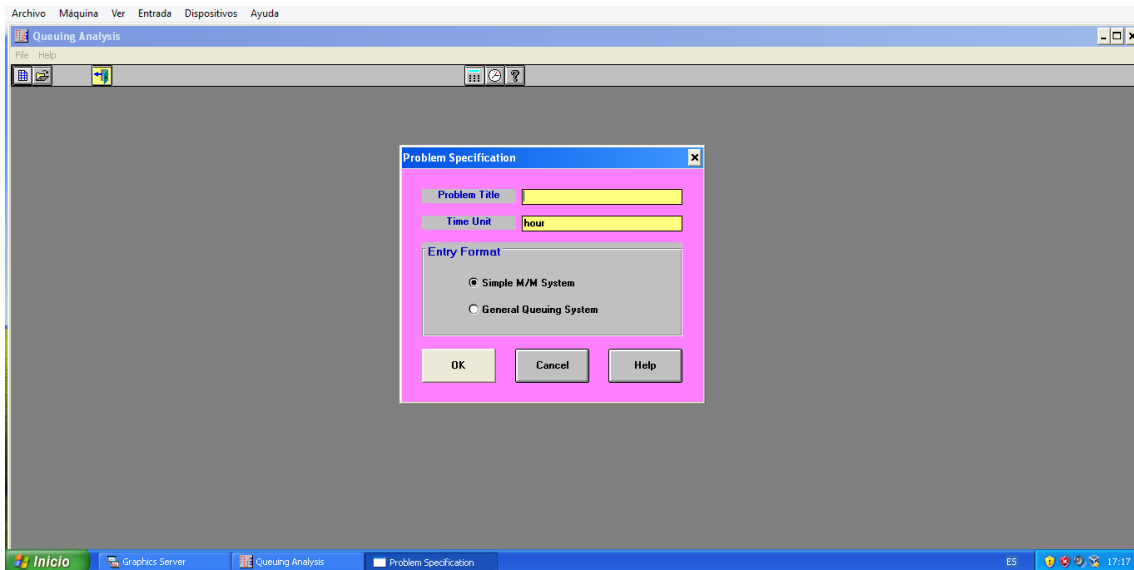 Archivo Máquina Ver Entrada Dispositivos Ayuda
Queuing Analysis
File Help
Problem Specification
Problem Title
Time Unit hour
Entry Format
Simple M/M System
General Queuing System
OK Cancel Help
Inicio Graphics Server Queuing Analysis Problem Specification ES 17:17